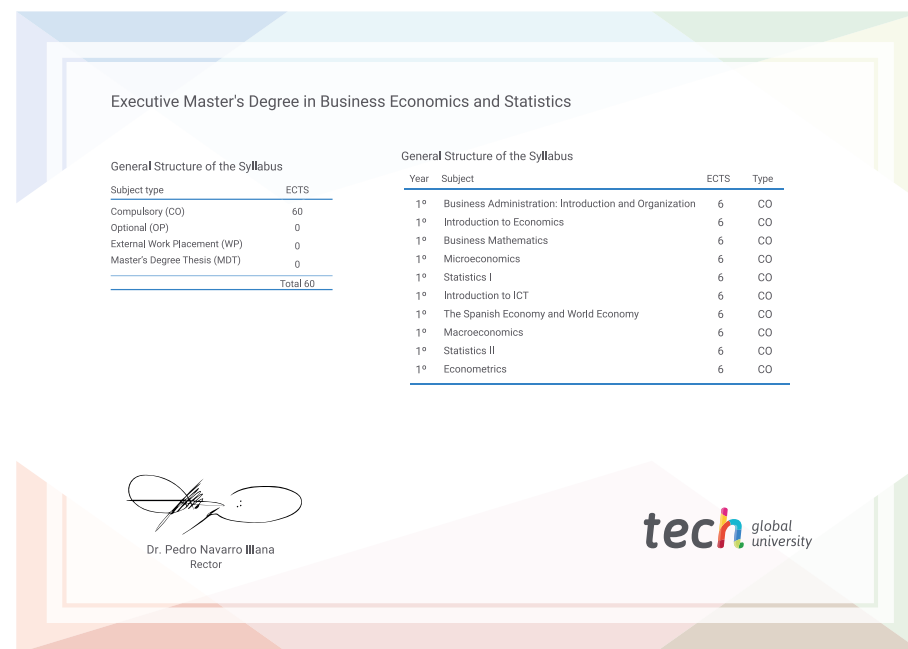 Executive Master's Degree in Business Economics and Statistics
General Structure of the Syllabus
Subject type ECTS
Compulsory (CO) 60
Optional (OP) 0
External Work Placement (WP) 0
Master's Degree Thesis (MDT) 0
Total 60
General Structure of the Syllabus
Year Subject ECTS Type
1º Business Administration: Introduction and Organization 6 CO
1º Introduction to Economics 6 CO
1º Business Mathematics 6 CO
1º Microeconomics 6 CO
1º Statistics I 6 CO
1º Introduction to ICT 6 CO
1º The Spanish Economy and World Economy 6 CO
1º Macroeconomics 6 CO
1º Statistics II 6 CO
1º Econometrics 6 CO
Dr. Pedro Navarro Illana
Rector
tech global
university